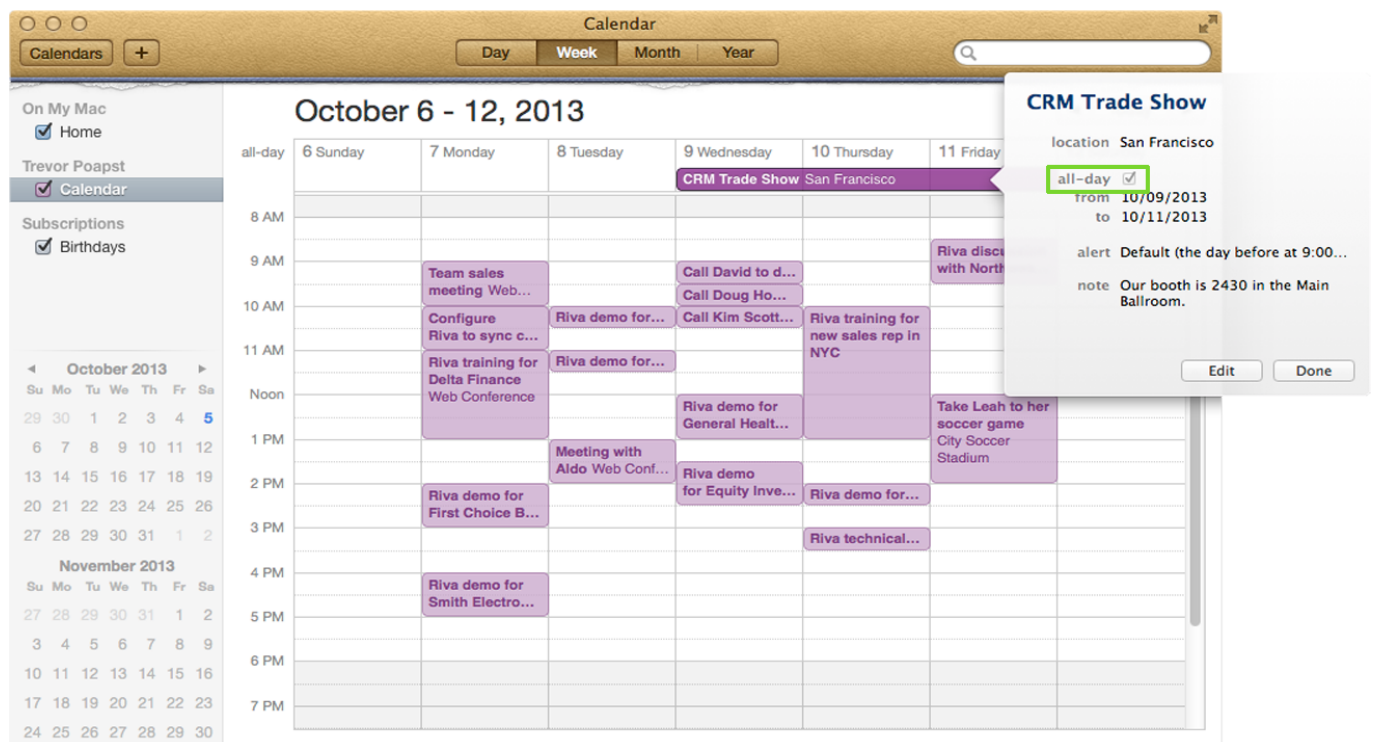 Calendar
Calendars + Day Week Month Year
On My Mac
Home
Trevor Poapst
Calendar
Subscriptions
Birthdays
October 2013
Su Mo Tu We Th Fr Sa
29 30 1 2 3 4 5
6 7 8 9 10 11 12
13 14 15 16 17 18 19
20 21 22 23 24 25 26
27 28 29 30 31 1 2
November 2013
Su Mo Tu We Th Fr Sa
27 28 29 30 31 1 2
3 4 5 6 7 8 9
10 11 12 13 14 15 16
17 18 19 20 21 22 23
24 25 26 27 28 29 30
October 6 - 12, 2013
all-day 6 Sunday 7 Monday 8 Tuesday 9 Wednesday 10 Thursday 11 Friday
CRM Trade Show San Francisco
8 AM
9 AM
10 AM
11 AM
Noon
1 PM
2 PM
3 PM
4 PM
5 PM
6 PM
7 PM
Team sales
meeting Web...
Configure
Riva to sync c...
Riva training for
Delta Finance
Web Conference
Riva demo for
First Choice B...
Riva demo for
Smith Electro...
Riva demo for...
Riva demo for...
Meeting with
Aldo Web Conf...
Call David to d...
Call Doug Ho...
Call Kim Scott...
Riva demo for
General Healt...
Riva demo
for Equity Inve...
Riva training for
new sales rep in
NYC
Riva demo for...
Riva technical...
Riva
with North
Take Leah to her
soccer game
City Soccer
Stadium
CRM Trade Show
location San Francisco
all-day
from 10/09/2013
to 10/11/2013
alert Default (the day before at 9:00...
note Our booth is 2430 in the Main
Ballroom.
Edit Done